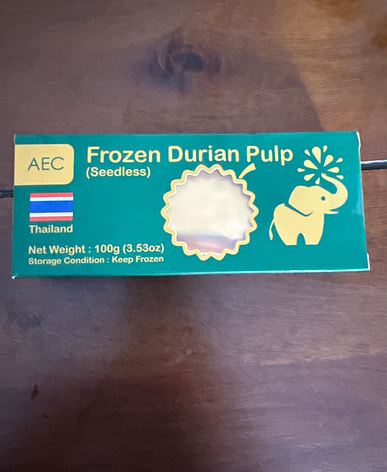 AEC
Frozen Durian Pulp
(Seedless)
Thailand
Net Weight : 100g (3.53oz)
Storage Condition : Keep Frozen